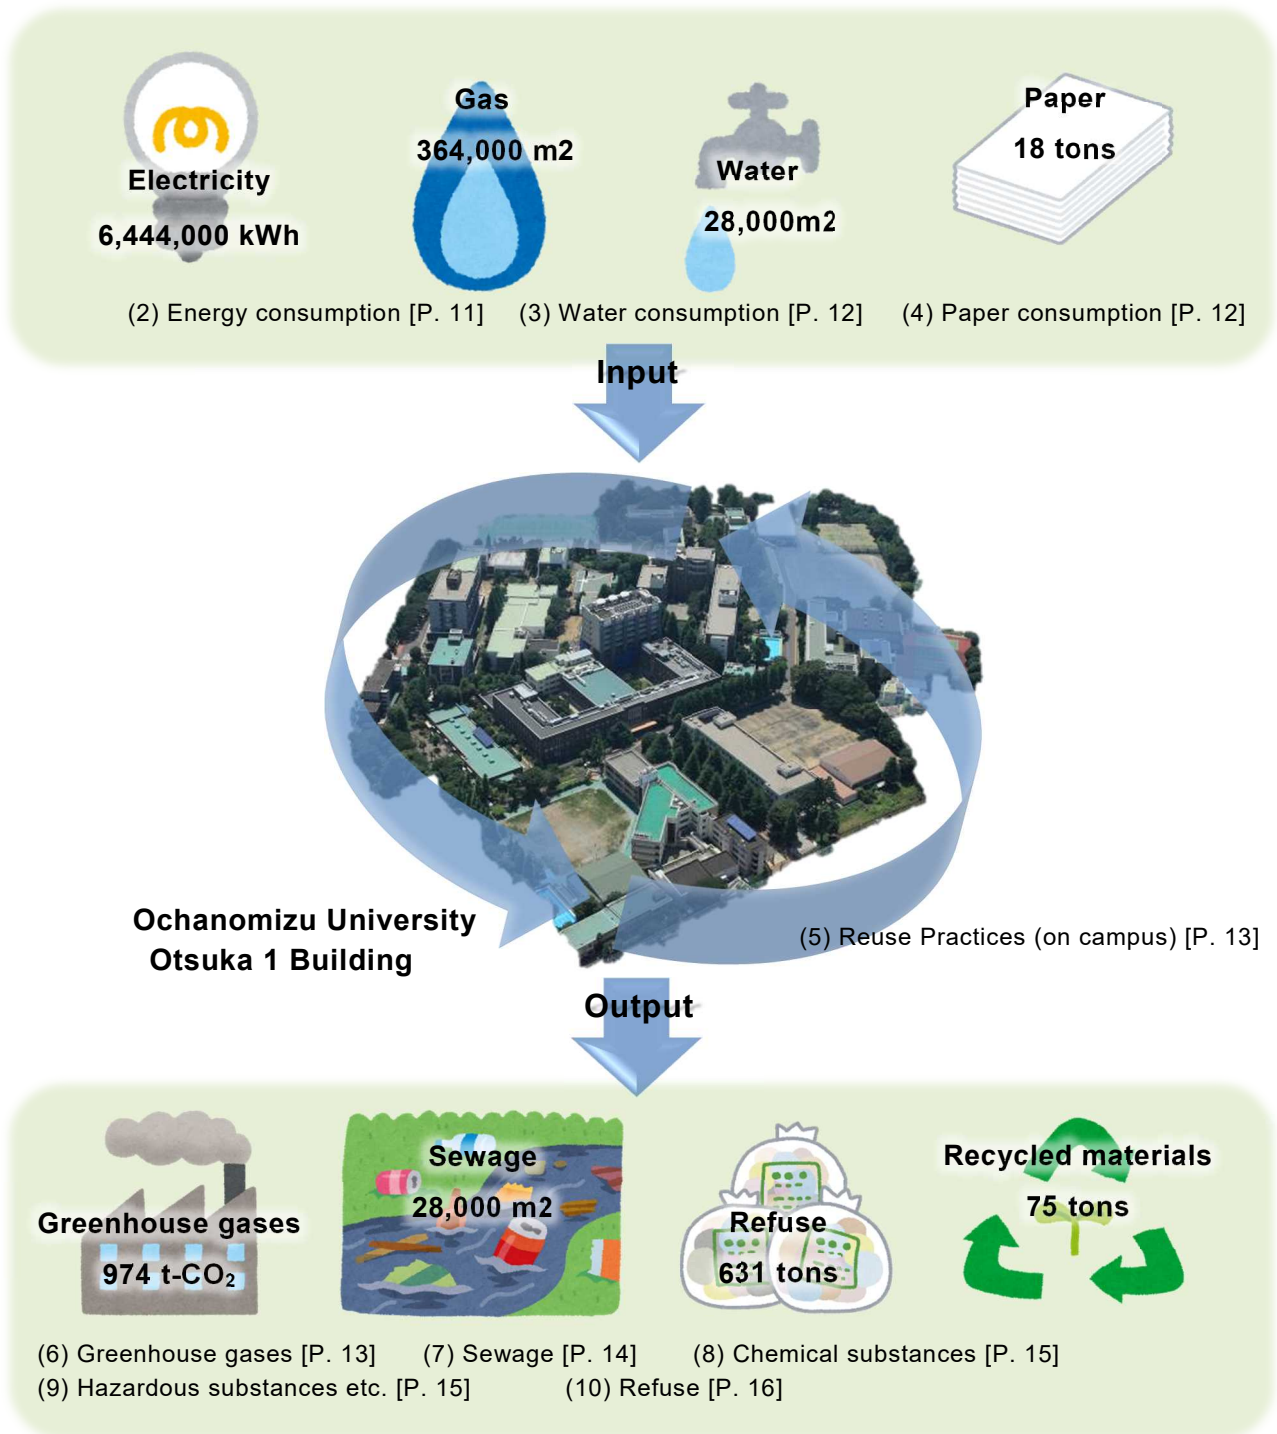 Electricity
6,444,000 kWh
Gas
364,000 m2
Water
28,000m2
Paper
18 tons
(2) Energy consumption [P. 11] (3) Water consumption [P. 12] (4) Paper consumption [P. 12]
Input
Ochanomizu University
Otsuka 1 Building
(5) Reuse Practices (on campus) [P. 13]
Output
Greenhouse gases
974 t-CO₂
Sewage
28,000 m2
Refuse
631 tons
Recycled materials
75 tons
(6) Greenhouse gases [P. 13] (7) Sewage [P. 14] (8) Chemical substances [P. 15]
(9) Hazardous substances etc. [P. 15] (10) Refuse [P. 16]